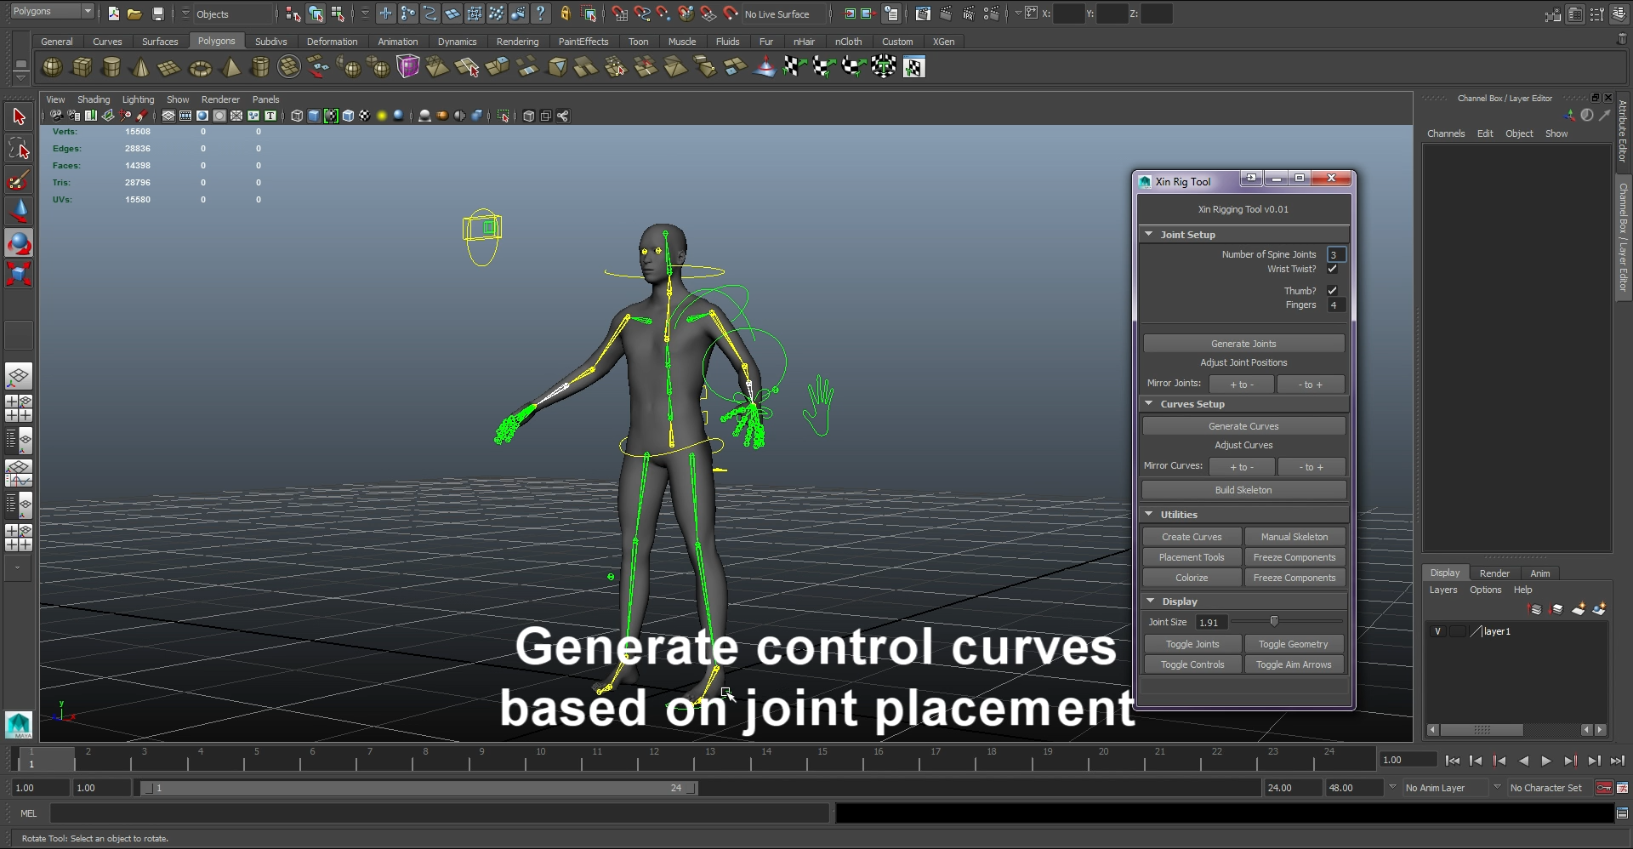 Polygons
Objects
No Live Surface
X:
Y:
Z:
General Curves Surfaces Polygons Subdivs Deformation Animation Dynamics Rendering PaintEffects Toon Muscle Fluids Fur nHair nCloth Custom XGen
View Shading Lighting Show Renderer Panels
Verts: 15508 0 0
Edges: 28836 0 0
Faces: 14398 0 0
Tris: 28796 0 0
UVs: 15580 0 0
Xin Rig Tool
Xin Rigging Tool v0.01
Joint Setup
Number of Spine Joints 3
Wrist Twist?
Thumb?
Fingers 4
Generate Joints
Adjust Joint Positions
Mirror Joints: + to - - to +
Curves Setup
Generate Curves
Adjust Curves
Mirror Curves: + to - - to +
Build Skeleton
Utilities
Create Curves Manual Skeleton
Placement Tools Freeze Components
Colorize Freeze Components
Display
Joint Size 1.91
Toggle Joints Toggle Geometry
Toggle Controls Toggle Aim Arrows
Channel Box / Layer Editor
Channels Edit Object Show
Attribute Editor
Channel Box / Layer Editor
Display Render Anim
Layers Options Help
V layer1
Generate control curves
based on joint placement
y
x
MAYA
1 2 3 4 5 6 7 8 9 10 11 12 13 14 15 16 17 18 19 20 21 22 23 24
1
1.00
1.00 1.00 1 24 24.00 48.00 No Anim Layer No Character Set
MEL
Rotate Tool: Select an object to rotate.